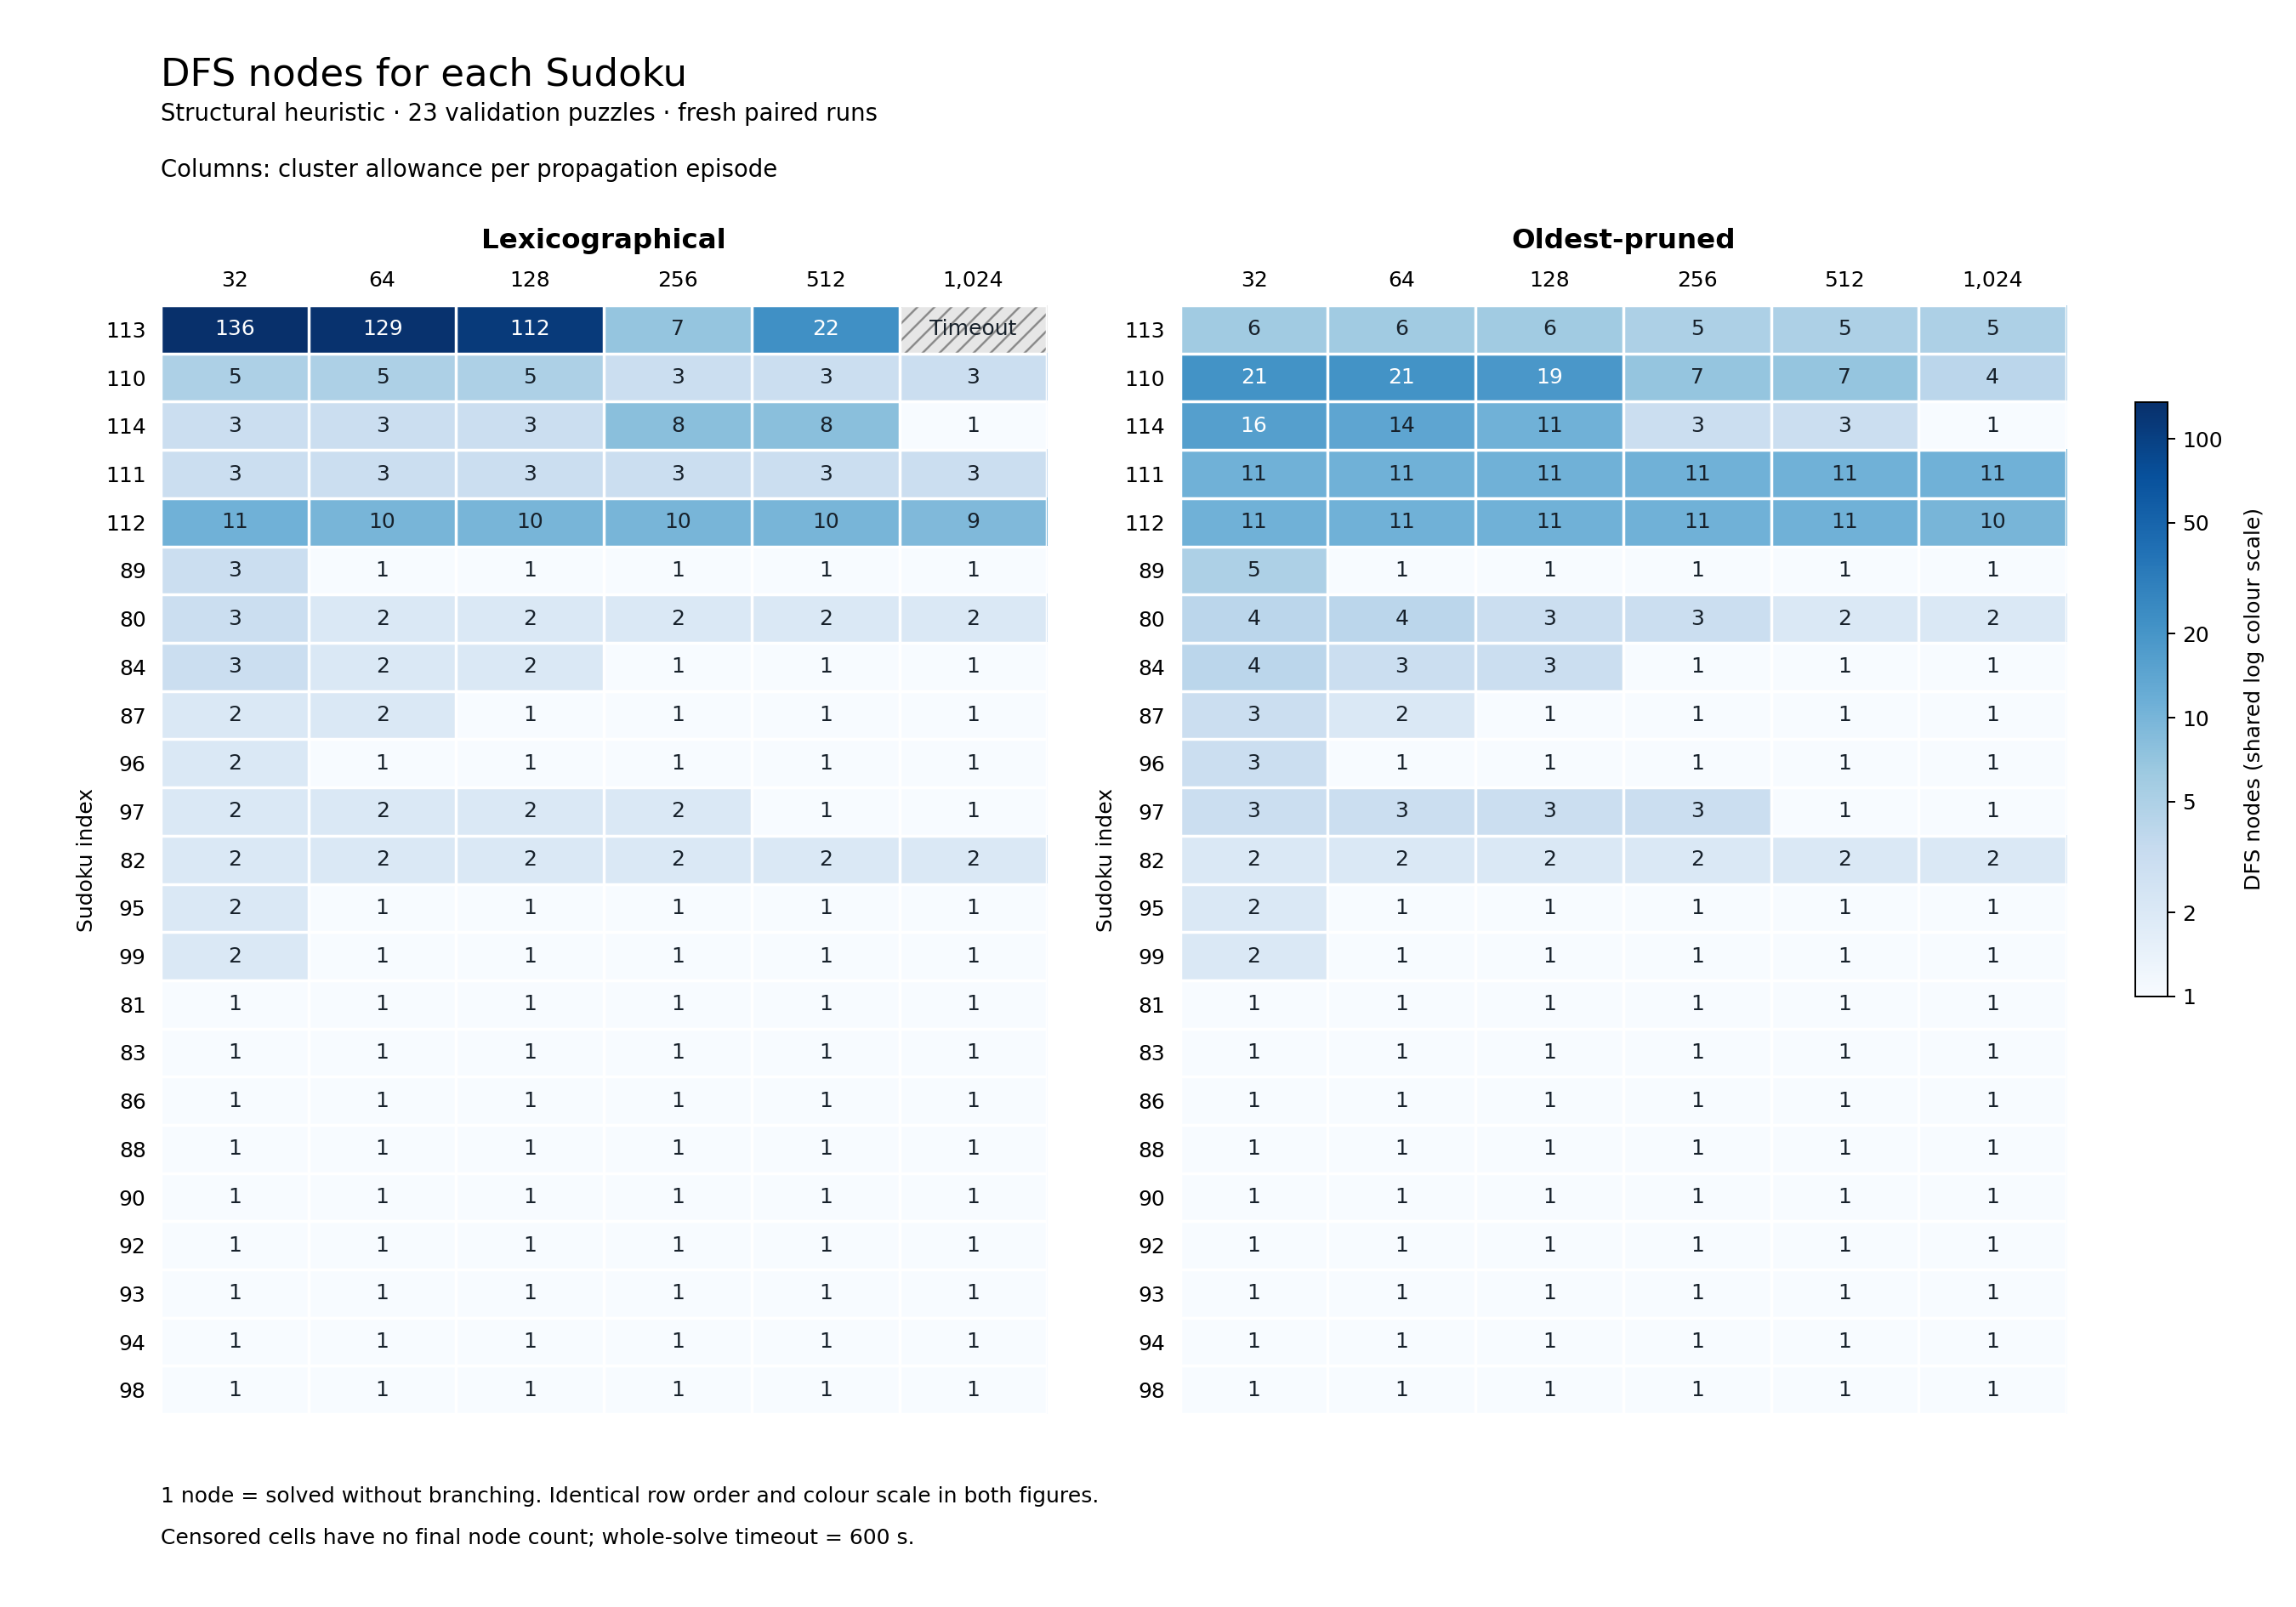 DFS nodes for each Sudoku
Structural heuristic · 23 validation puzzles · fresh paired runs
Columns: cluster allowance per propagation episode
Lexicographical
32 64 128 256 512 1,024
113 136 129 112 7 22 Timeout
110 5 5 5 3 3 3
114 3 3 3 8 8 1
111 3 3 3 3 3 3
112 11 10 10 10 10 9
89 3 1 1 1 1 1
80 3 2 2 2 2 2
84 3 2 2 1 1 1
87 2 2 1 1 1 1
96 2 1 1 1 1 1
97 2 2 2 2 1 1
82 2 2 2 2 2 2
95 2 1 1 1 1 1
99 2 1 1 1 1 1
81 1 1 1 1 1 1
83 1 1 1 1 1 1
86 1 1 1 1 1 1
88 1 1 1 1 1 1
90 1 1 1 1 1 1
92 1 1 1 1 1 1
93 1 1 1 1 1 1
94 1 1 1 1 1 1
98 1 1 1 1 1 1
Sudoku index
Oldest-pruned
32 64 128 256 512 1,024
113 6 6 6 5 5 5
110 21 21 19 7 7 4
114 16 14 11 3 3 1
111 11 11 11 11 11 11
112 11 11 11 11 11 10
89 5 1 1 1 1 1
80 4 4 3 3 2 2
84 4 3 3 1 1 1
87 3 2 1 1 1 1
96 3 1 1 1 1 1
97 3 3 3 3 1 1
82 2 2 2 2 2 2
95 2 1 1 1 1 1
99 2 1 1 1 1 1
81 1 1 1 1 1 1
83 1 1 1 1 1 1
86 1 1 1 1 1 1
88 1 1 1 1 1 1
90 1 1 1 1 1 1
92 1 1 1 1 1 1
93 1 1 1 1 1 1
94 1 1 1 1 1 1
98 1 1 1 1 1 1
Sudoku index
100
50
20
10
5
2
1
DFS nodes (shared log colour scale)
1 node = solved without branching. Identical row order and colour scale in both figures.
Censored cells have no final node count; whole-solve timeout = 600 s.